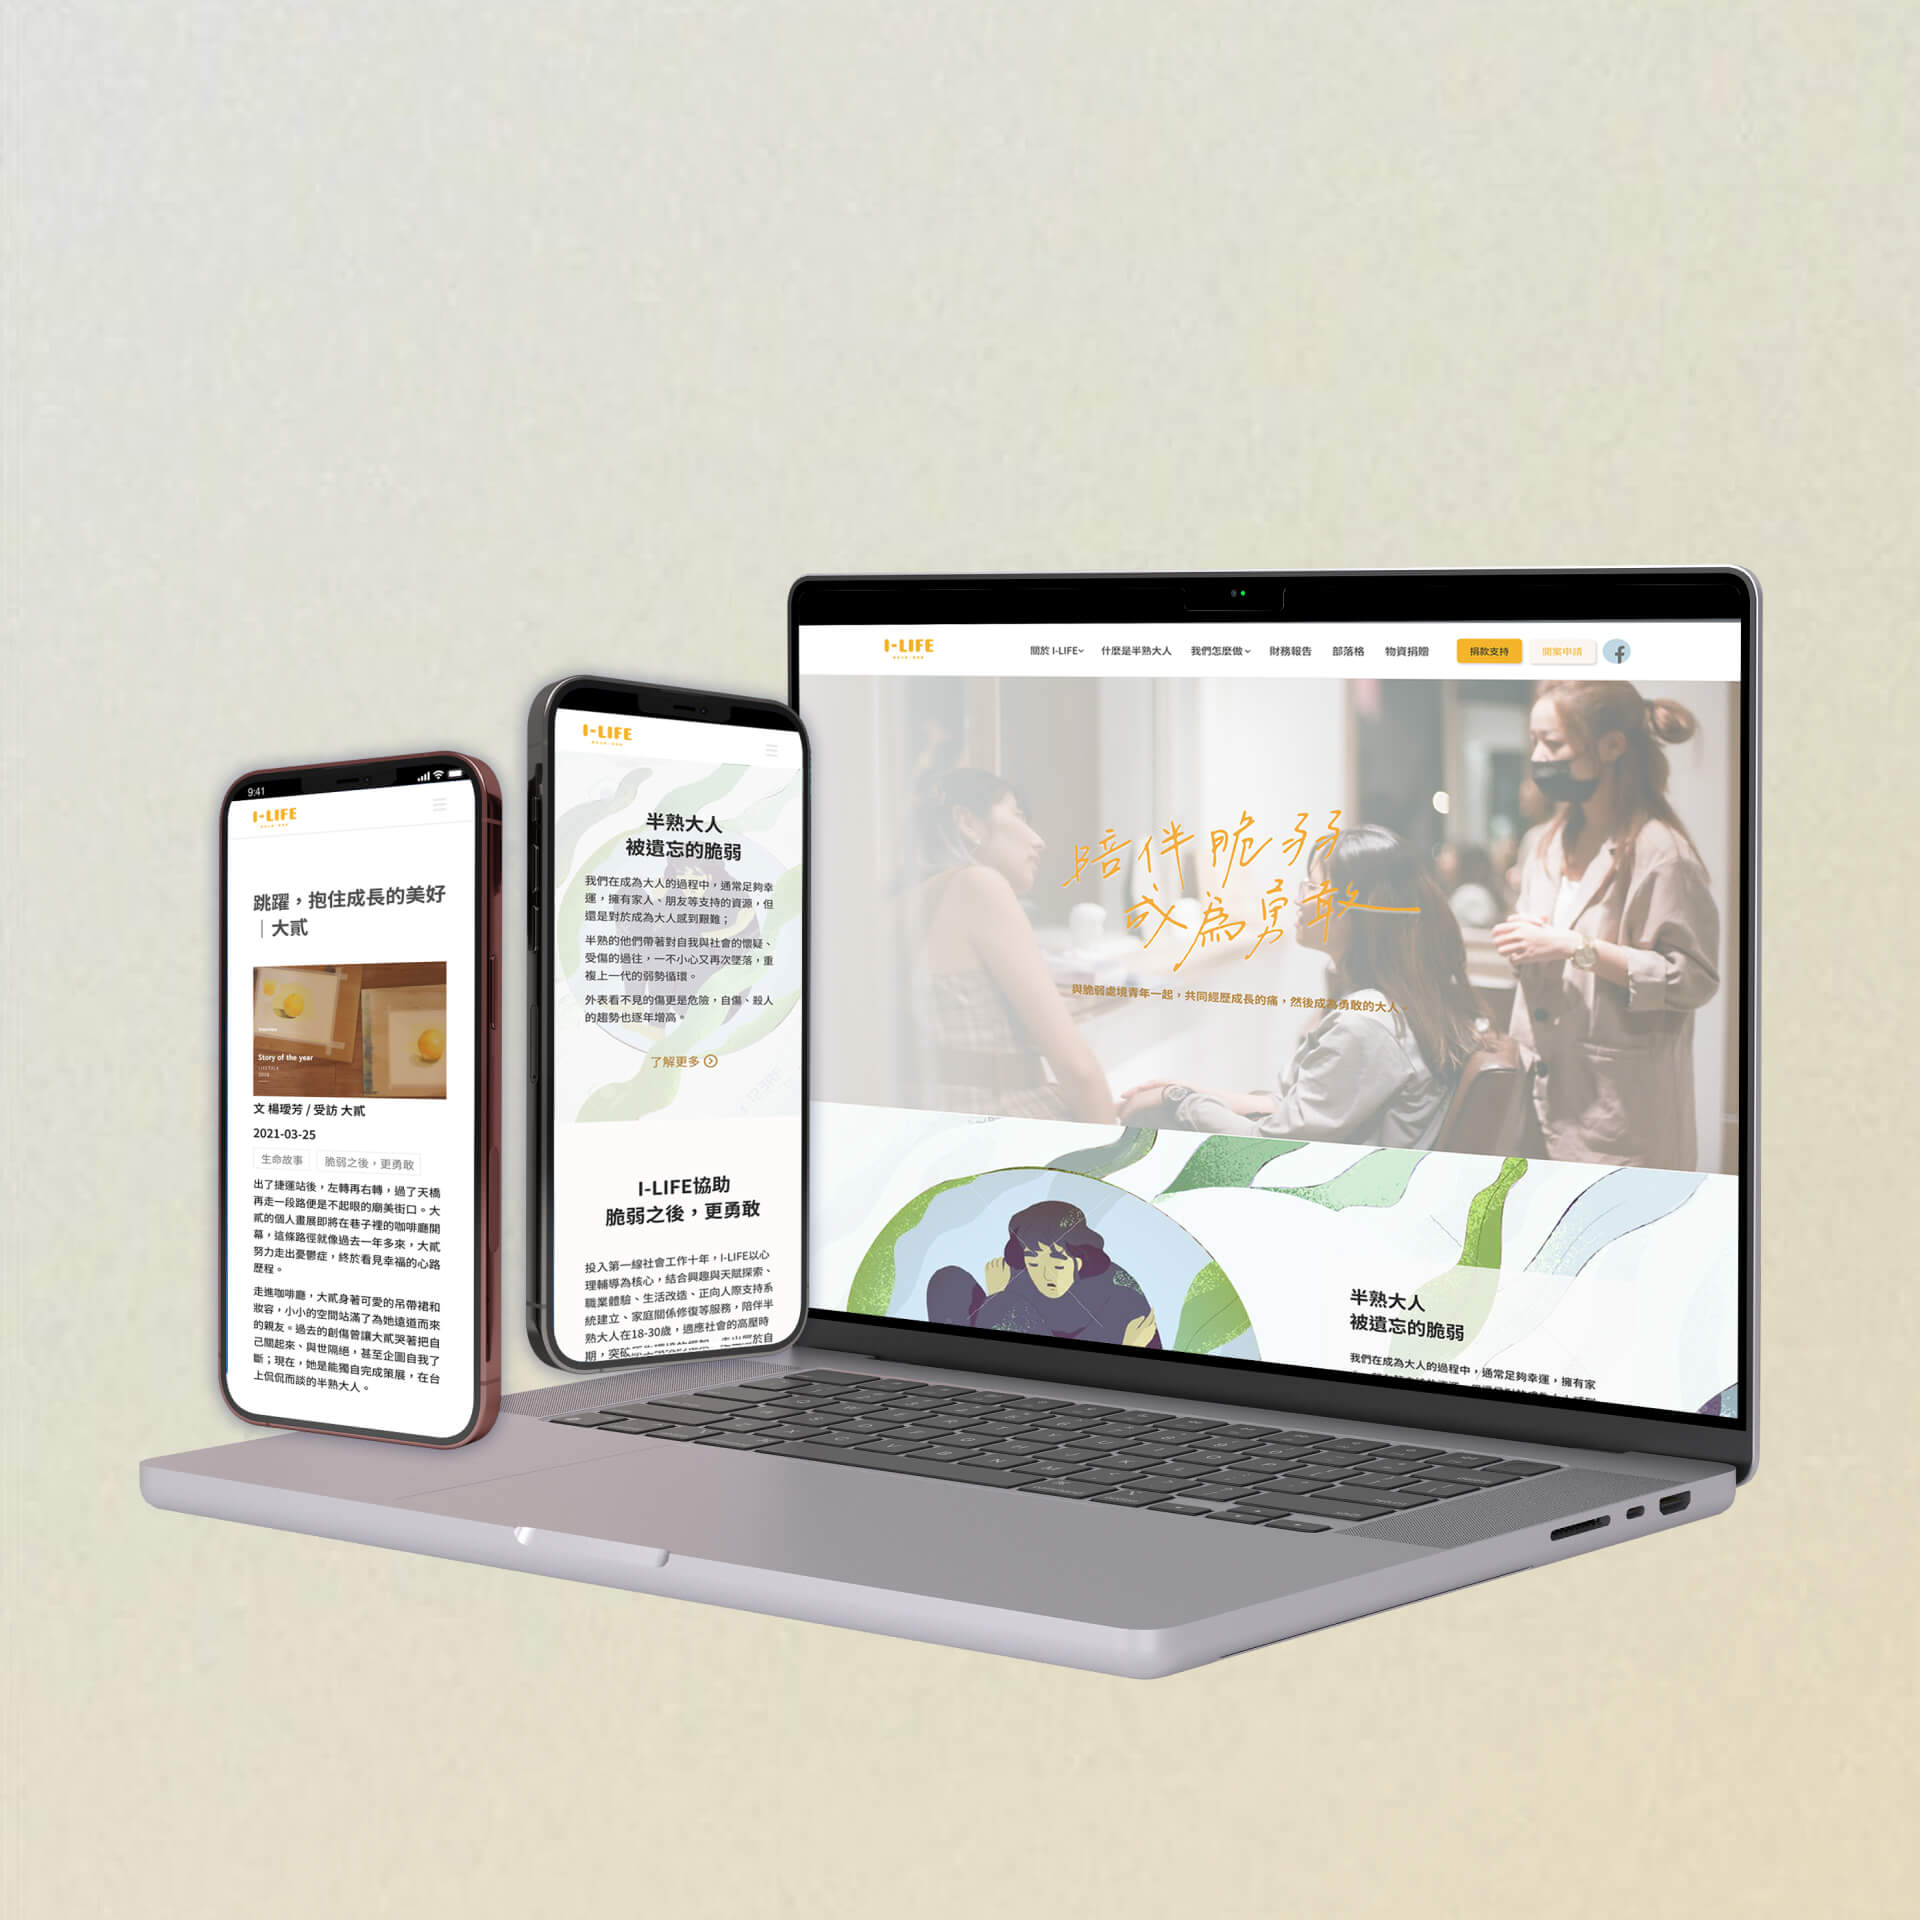 9:41
I-LIFE
跳躍，抱住成長的美好
｜大貳
Story of the year
文 楊璦芳 / 受訪 大貳
2021-03-25
生命故事
脆弱之後，更勇敢
出了捷運站後，左轉再右轉，過了天橋
再走一段路便是不起眼的廟美街口。大
貳的個人畫展即將在巷子裡的咖啡廳開
幕，這條路徑就像過去一年多來，大貳
努力走出憂鬱症，終於看見幸福的心路
歷程。
走進咖啡廳，大貳身著可愛的吊帶裙和
妝容，小小的空間站滿了為她遠道而來
的親友。過去的創傷曾讓大貳哭著把自
己關起來、與世隔絕，甚至企圖自我了
斷；現在，她是能獨自完成策展，在台
上侃侃而談的半熟大人。
I-LIFE
半熟大人
被遺忘的脆弱
我們在成為大人的過程中，通常足夠幸
運，擁有家人、朋友等支持的資源，但
還是對於成為大人感到艱難；
半熟的他們帶著對自我與社會的懷疑、
受傷的過往，一不小心又再次墜落，重
複上一代的弱勢循環。
外表看不見的傷更是危險，自傷、殺人
的趨勢也逐年增高。
了解更多
I-LIFE協助
脆弱之後，更勇敢
投入第一線社會工作十年，I-LIFE以心
理輔導為核心，結合興趣與天賦探索、
職業體驗、生活改造、正向人際支持系
統建立、家庭關係修復等服務，陪伴半
熟大人在18-30歲，適應社會的高壓時
期，突破
I-LIFE
關於 I-LIFE
什麼是半熟大人
我們怎麼做
財務報告
部落格
物資捐贈
捐款支持
開案申請
陪伴脆弱
成為勇敢
與脆弱處境青年一起，共同經歷成長的痛，然後成為勇敢的大人。
半熟大人
被遺忘的脆弱
我們在成為大人的過程中，通常足夠幸運，擁有家